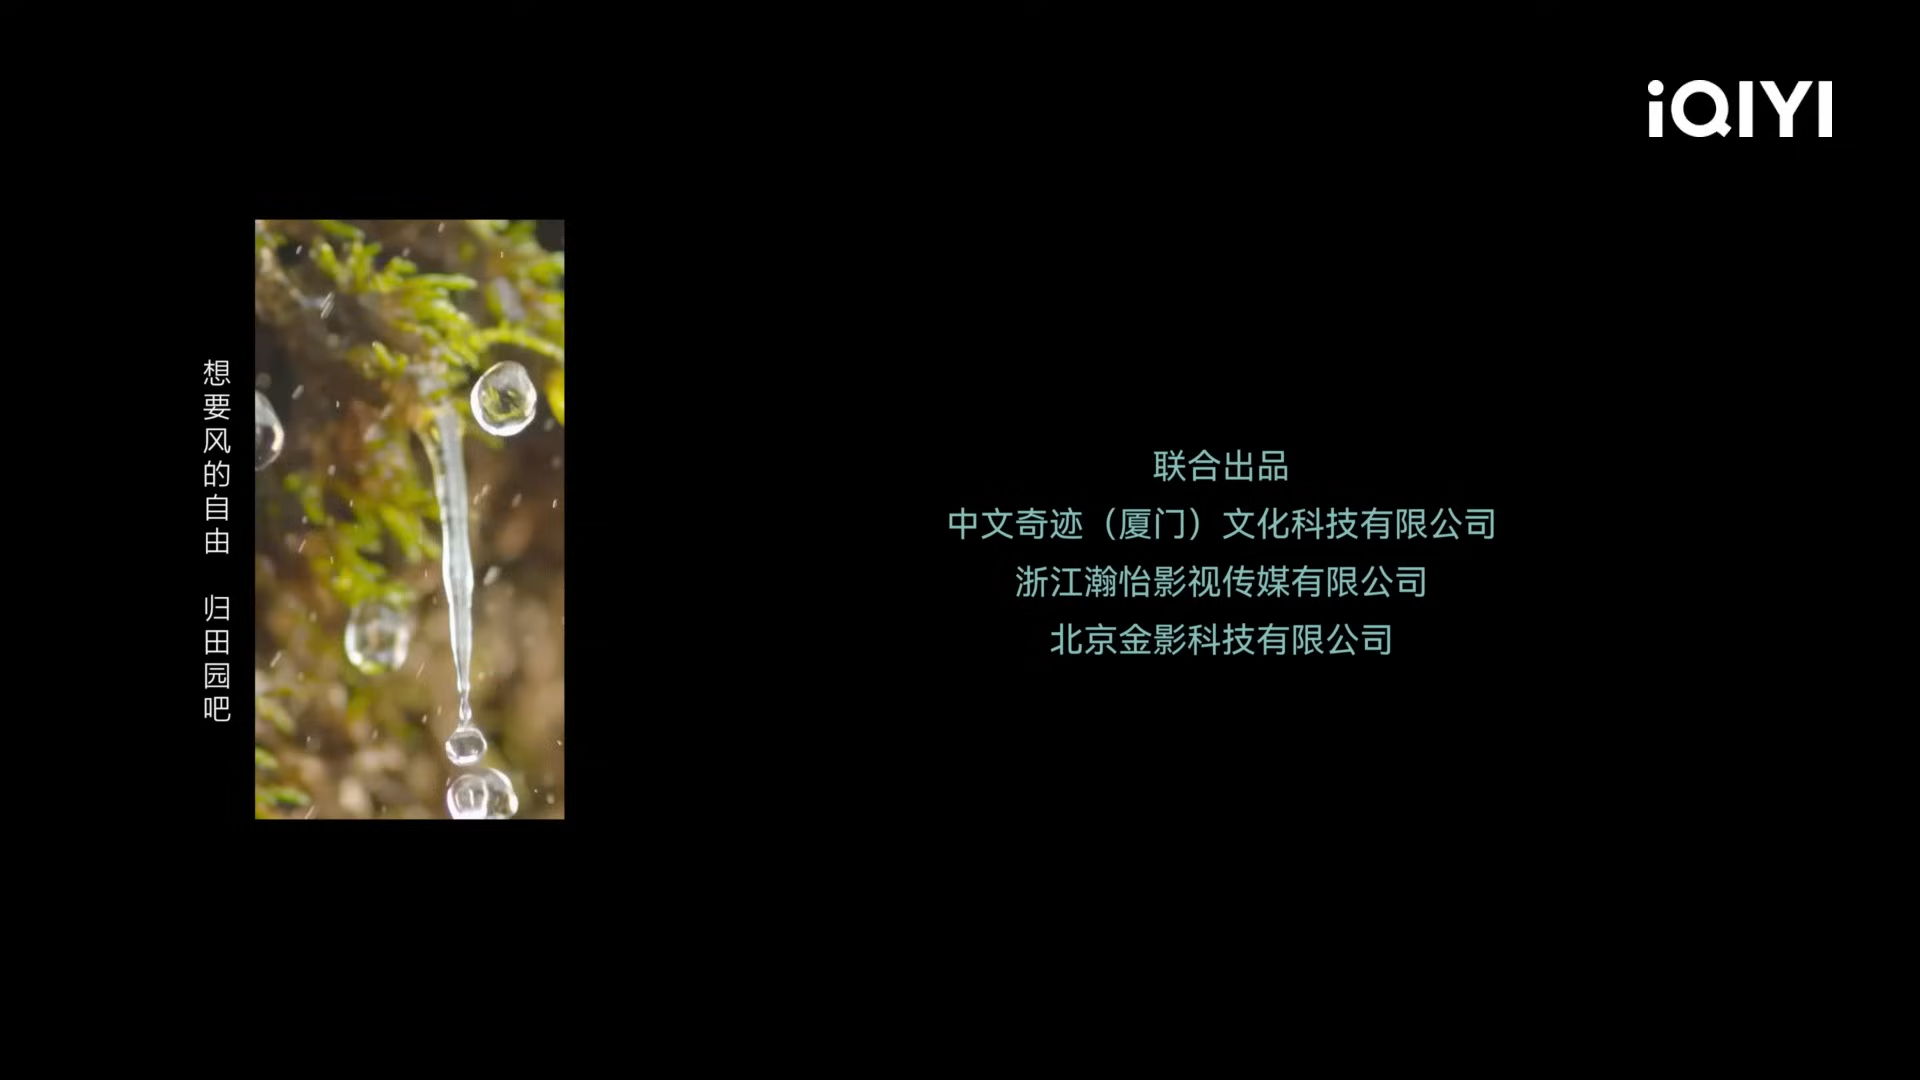 iQIYI
想要风的自由 归田园吧
联合出品
中文奇迹（厦门）文化科技有限公司
浙江瀚怡影视传媒有限公司
北京金影科技有限公司